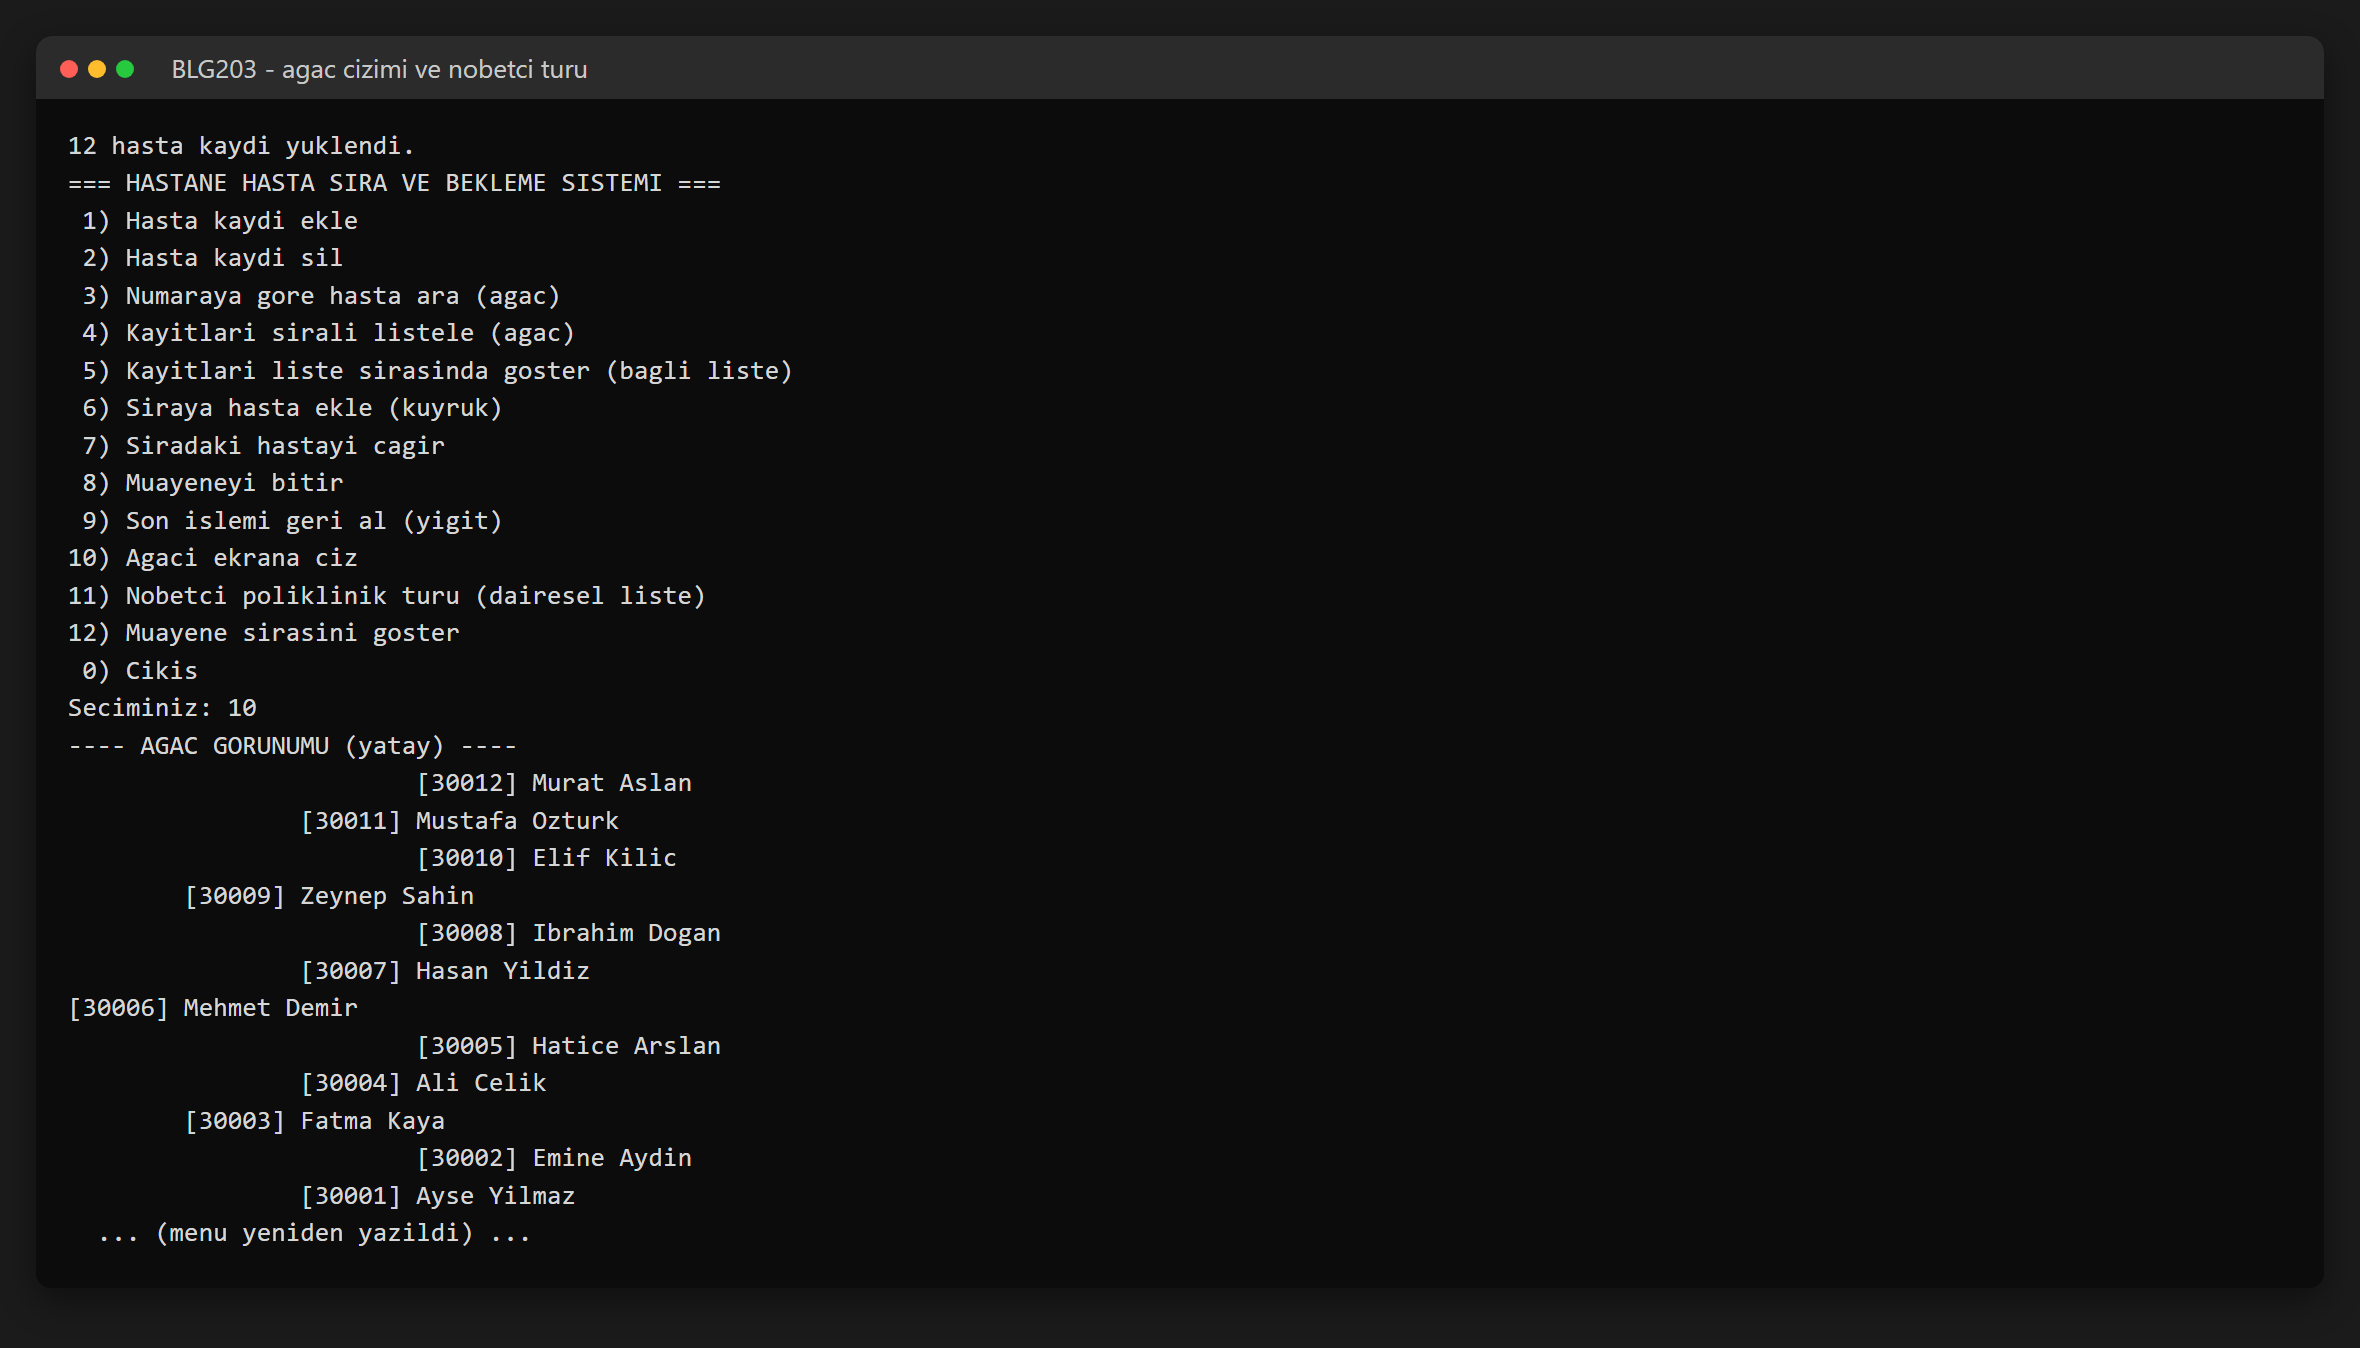 BLG203 - agac cizimi ve nobetci turu
12 hasta kaydi yuklendi.
=== HASTANE HASTA SIRA VE BEKLEME SISTEMI ===
 1) Hasta kaydi ekle
 2) Hasta kaydi sil
 3) Numaraya gore hasta ara (agac)
 4) Kayitlari sirali listele (agac)
 5) Kayitlari liste sirasinda goster (bagli liste)
 6) Siraya hasta ekle (kuyruk)
 7) Siradaki hastayi cagir
 8) Muayeneyi bitir
 9) Son islemi geri al (yigit)
10) Agaci ekrana ciz
11) Nobetci poliklinik turu (dairesel liste)
12) Muayene sirasini goster
 0) Cikis
Seciminiz: 10
---- AGAC GORUNUMU (yatay) ----
                        [30012] Murat Aslan
                [30011] Mustafa Ozturk
                        [30010] Elif Kilic
        [30009] Zeynep Sahin
                        [30008] Ibrahim Dogan
                [30007] Hasan Yildiz
[30006] Mehmet Demir
                        [30005] Hatice Arslan
                [30004] Ali Celik
        [30003] Fatma Kaya
                        [30002] Emine Aydin
                [30001] Ayse Yilmaz
  ... (menu yeniden yazildi) ...